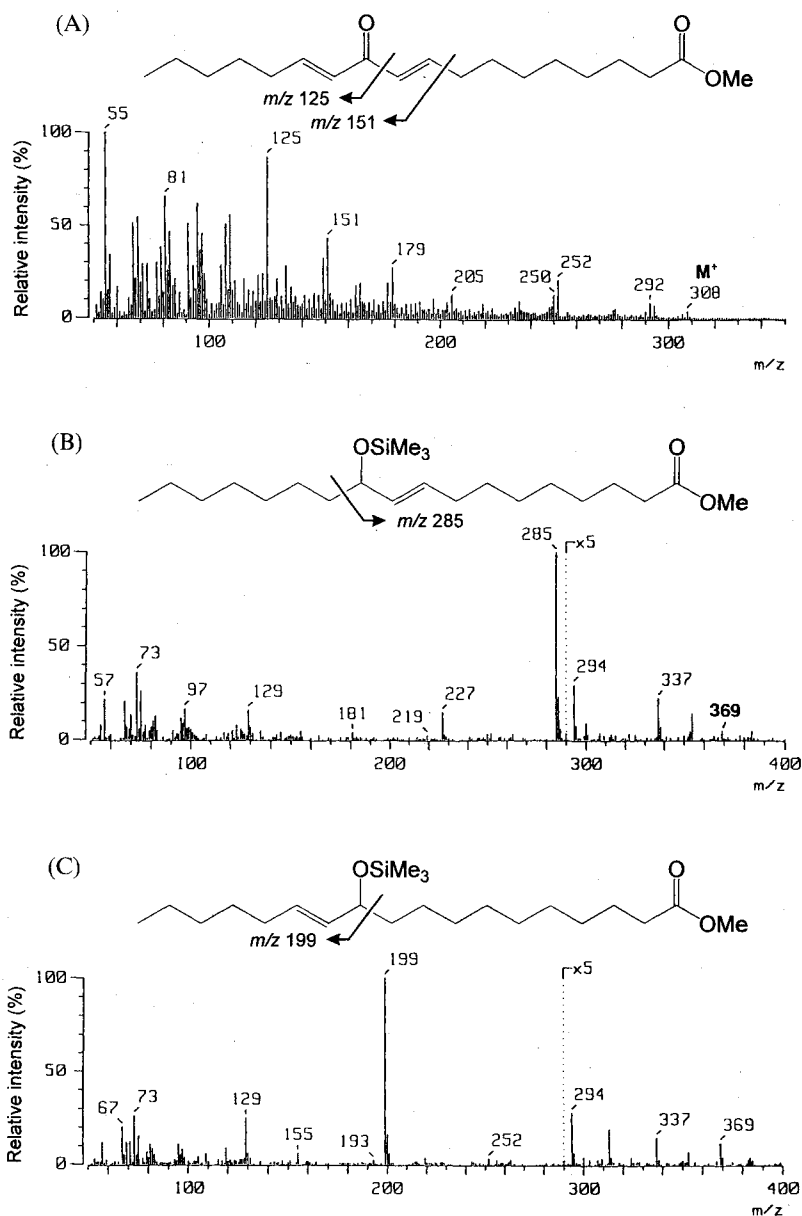 (A)
O
O
OMe
m/z 125
m/z 151
Relative intensity (%)
100
50
0
55
81
125
151
179
205
250
252
292
M+
308
100
200
300
m/z
(B)
OSiMe3
O
OMe
m/z 285
Relative intensity (%)
100
50
0
57
73
97
129
181
219
227
285
x5
294
337
369
100
200
300
400
m/z
(C)
OSiMe3
O
OMe
m/z 199
Relative intensity (%)
100
50
0
67
73
129
155
193
199
252
x5
294
337
369
100
200
300
400
m/z